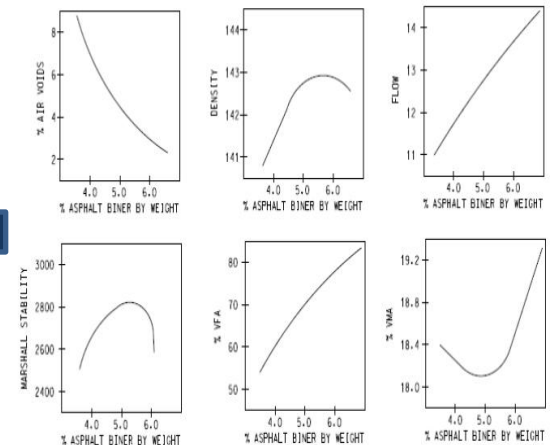 8
6
4
2
% AIR VOIDS
4.0 5.0 6.0
% ASPHALT BINER BY WEIGHT
144
143
142
141
DENSITY
4.0 5.0 6.0
% ASPHALT BINER BY WEIGHT
14
13
12
11
FLOW
4.0 5.0 6.0
% ASPHALT BINER BY WEIGHT
3000
2800
2600
2400
MARSHALL STABILITY
4.0 5.0 6.0
% ASPHALT BINER BY WEIGHT
80
70
60
50
% VFA
4.0 5.0 6.0
% ASPHALT BINER BY WEIGHT
19.2
18.8
18.4
18.0
% VMA
4.0 5.0 6.0
% ASPHALT BINER BY WEIGHT